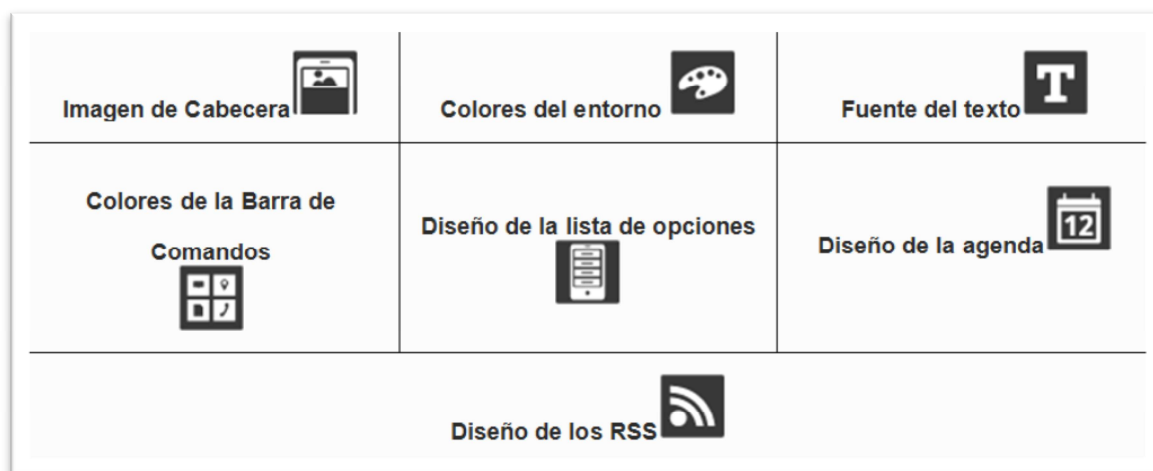 Imagen de Cabecera
Colores del entorno
T
Fuente del texto
Colores de la Barra de
Comandos
Diseño de la lista de opciones
12
Diseño de la agenda
Diseño de los RSS